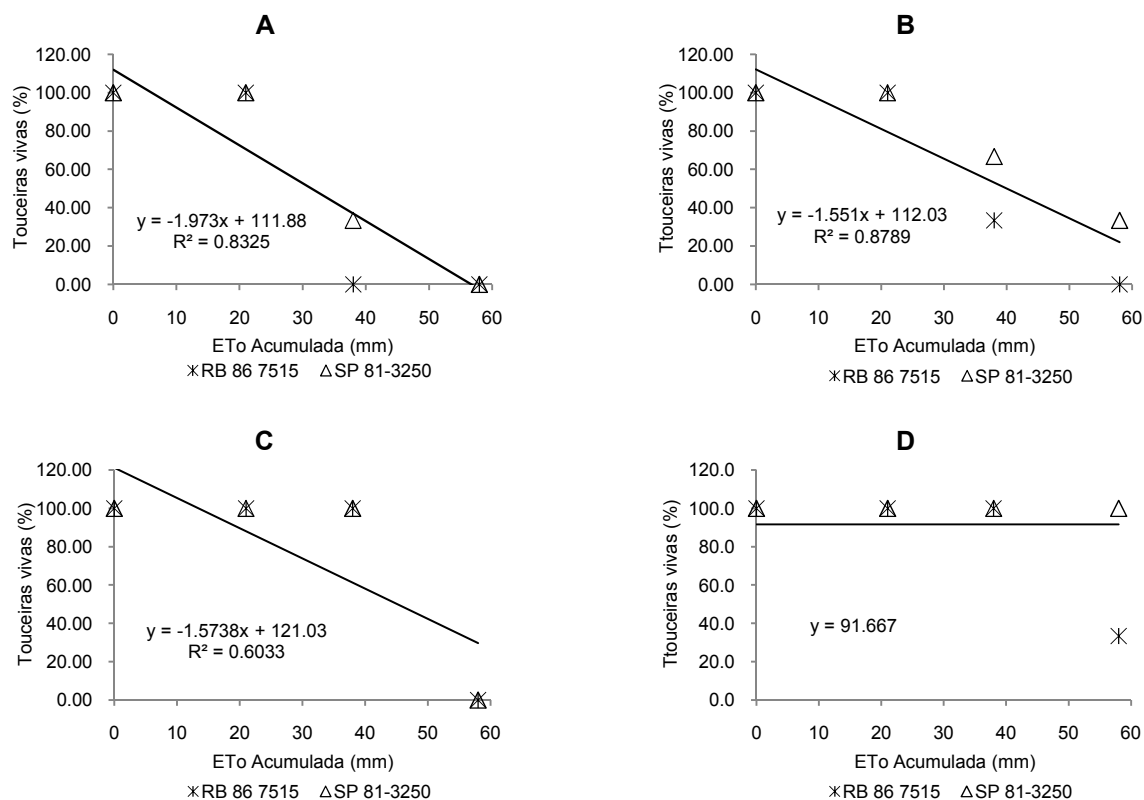 A
Touceiras vivas (%)
120.00
100.00
80.00
60.00
40.00
20.00
0.00
y = -1.973x + 111.88
R² = 0.8325
0 10 20 30 40 50 60
ETo Acumulada (mm)
RB 86 7515 SP 81-3250
B
Ttouceiras vivas (%)
120.00
100.00
80.00
60.00
40.00
20.00
0.00
y = -1.551x + 112.03
R² = 0.8789
0 10 20 30 40 50 60
ETo Acumulada (mm)
RB 86 7515 SP 81-3250
C
Touceiras vivas (%)
120.00
100.00
80.00
60.00
40.00
20.00
0.00
y = -1.5738x + 121.03
R² = 0.6033
0 10 20 30 40 50 60
ETo Acumulada (mm)
RB 86 7515 SP 81-3250
D
Ttouceiras vivas (%)
120.0
100.0
80.0
60.0
40.0
20.0
0.0
y = 91.667
0 10 20 30 40 50 60
ETo Acumulada (mm)
RB 86 7515 SP 81-3250